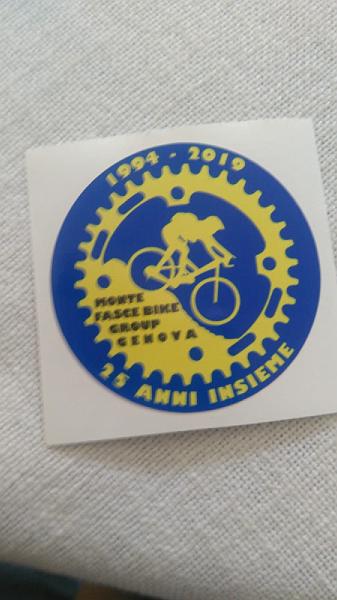 1994 - 2019
MONTE
FASCE BIKE
GROUP
GENOVA
25 ANNI INSIEME